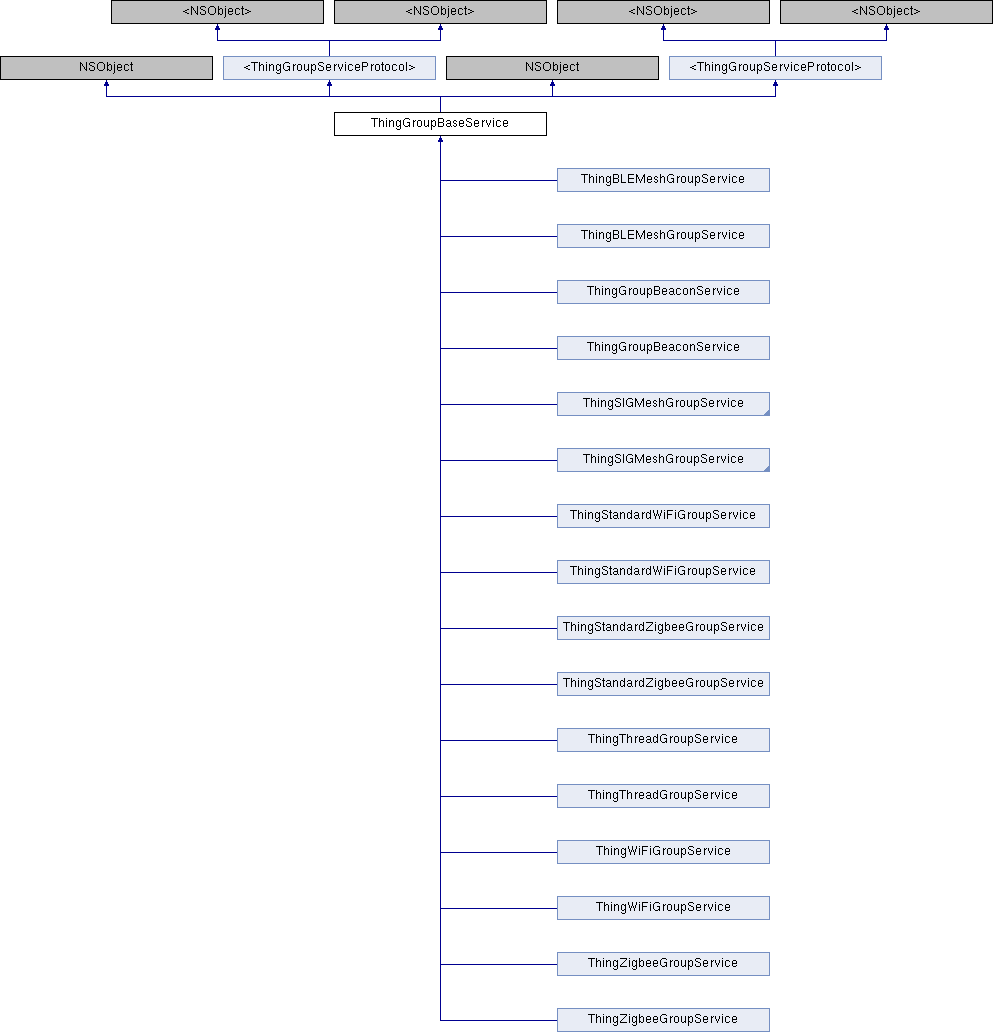 <NSObject>
<NSObject>
<NSObject>
<NSObject>
NSObject
<ThingGroupServiceProtocol>
NSObject
<ThingGroupServiceProtocol>
ThingGroupBaseService
ThingBLEMeshGroupService
ThingBLEMeshGroupService
ThingGroupBeaconService
ThingGroupBeaconService
ThingSIGMeshGroupService
ThingSIGMeshGroupService
ThingStandardWiFiGroupService
ThingStandardWiFiGroupService
ThingStandardZigbeeGroupService
ThingStandardZigbeeGroupService
ThingThreadGroupService
ThingThreadGroupService
ThingWiFiGroupService
ThingWiFiGroupService
ThingZigbeeGroupService
ThingZigbeeGroupService